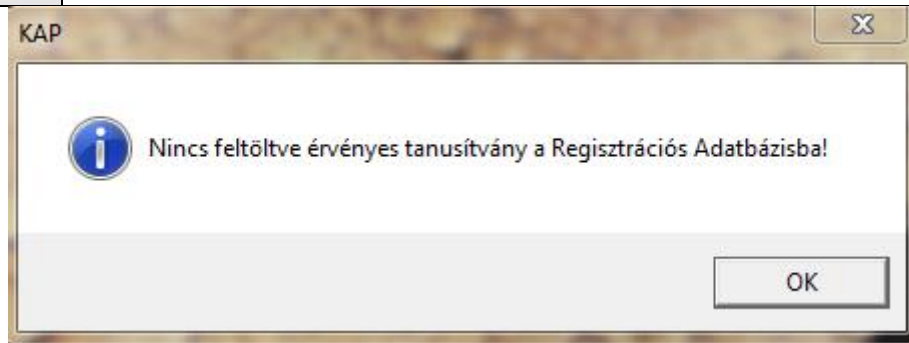 KAP
Nincs feltöltve érvényes tanusítvány a Regisztrációs Adatbázisba!
OK